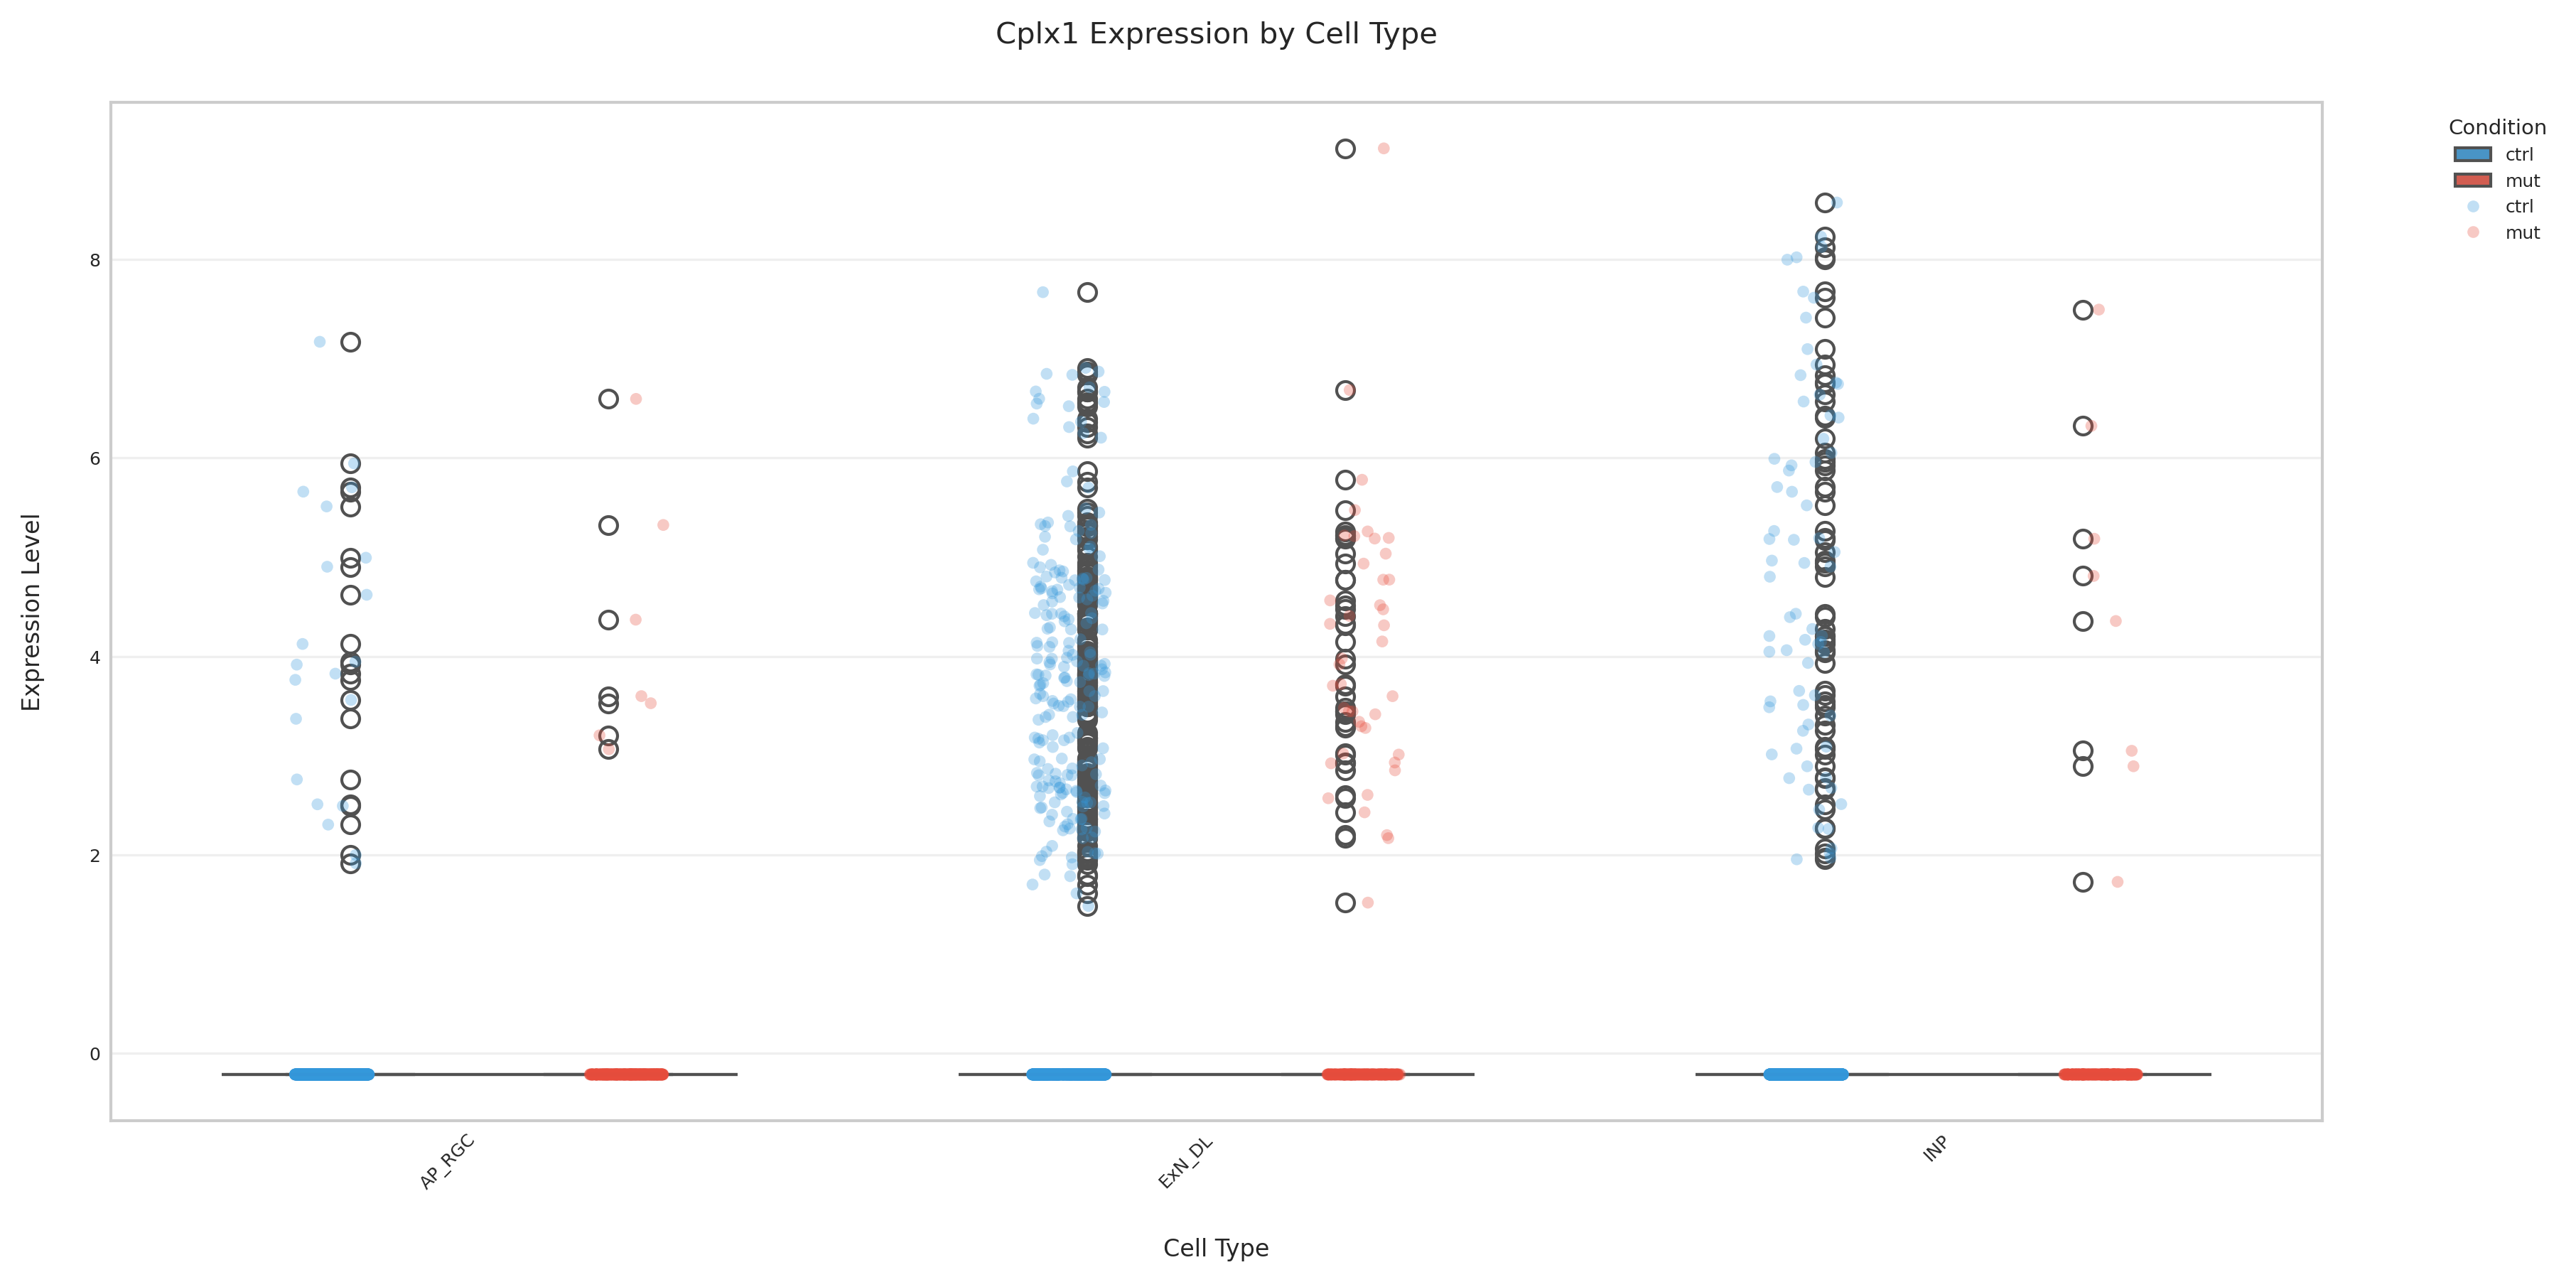 Cplx1 Expression by Cell Type
Condition
ctrl
mut
ctrl
mut
Expression Level
8
6
4
2
0
AP_RGC
ExN_DL
INP
Cell Type